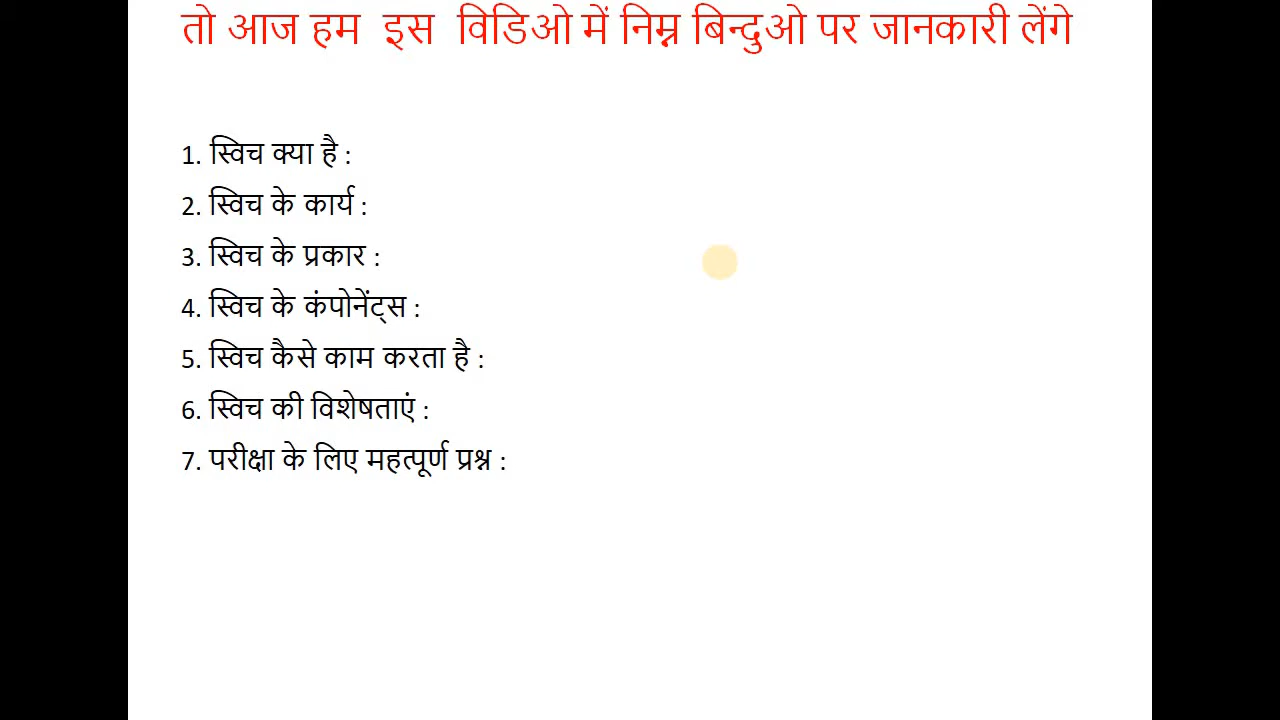 तो आज हम इस विडिओ में निम्न बिन्दुओ पर जानकारी लेंगे
1. स्विच क्या है :
2. स्विच के कार्य :
3. स्विच के प्रकार :
4. स्विच के कंपोनेंट्स :
5. स्विच कैसे काम करता है :
6. स्विच की विशेषताएं :
7. परीक्षा के लिए महत्पूर्ण प्रश्न :